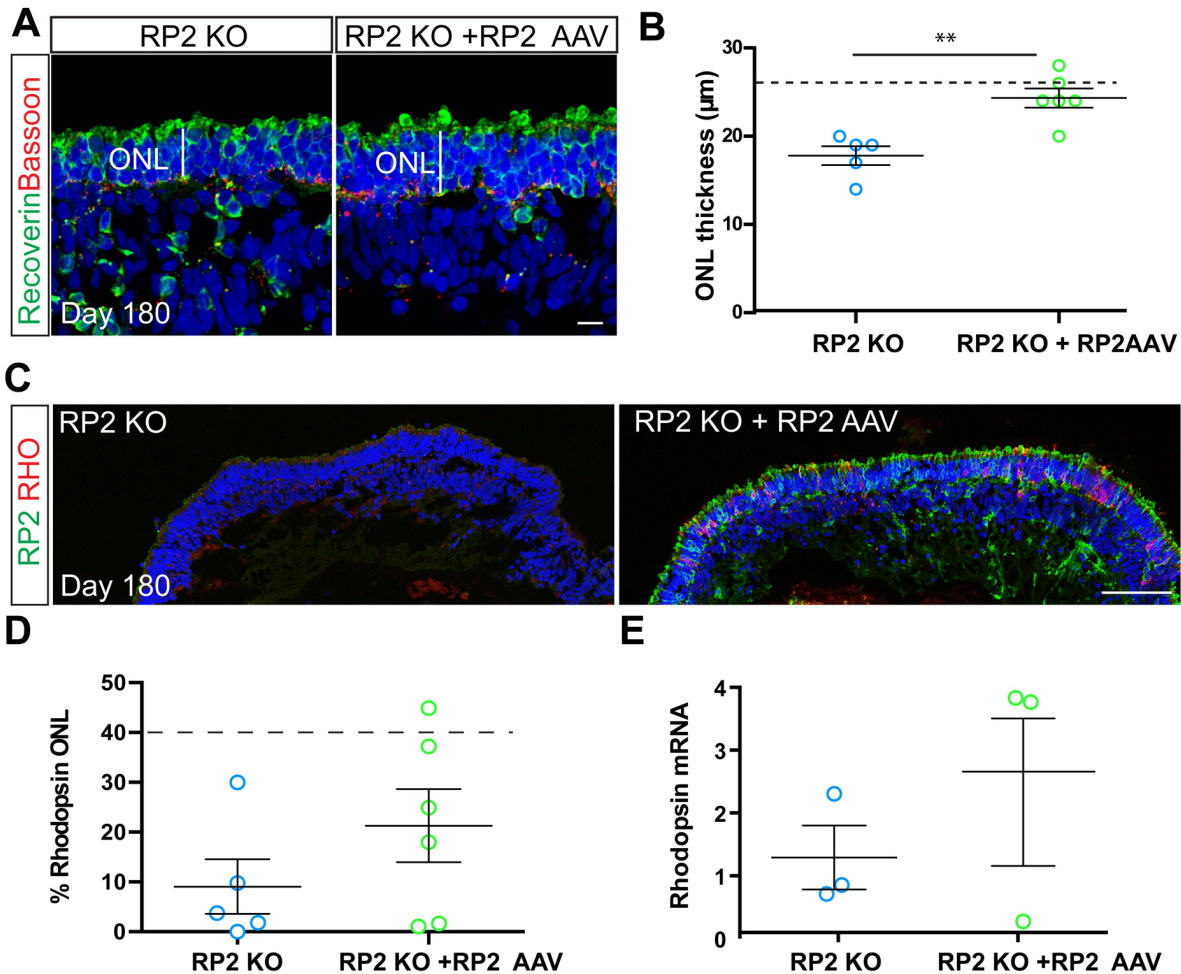 A
RP2 KO
RP2 KO +RP2 AAV
RecoverinBassoon
ONL
ONL
Day 180
B
ONL thickness (µm)
30
20
10
0
**
RP2 KO
RP2 KO + RP2AAV
C
RP2 RHO
RP2 KO
Day 180
RP2 KO + RP2 AAV
D
% Rhodopsin ONL
50
40
30
20
10
0
RP2 KO
RP2 KO +RP2 AAV
E
Rhodopsin mRNA
4
3
2
1
0
RP2 KO
RP2 KO +RP2 AAV